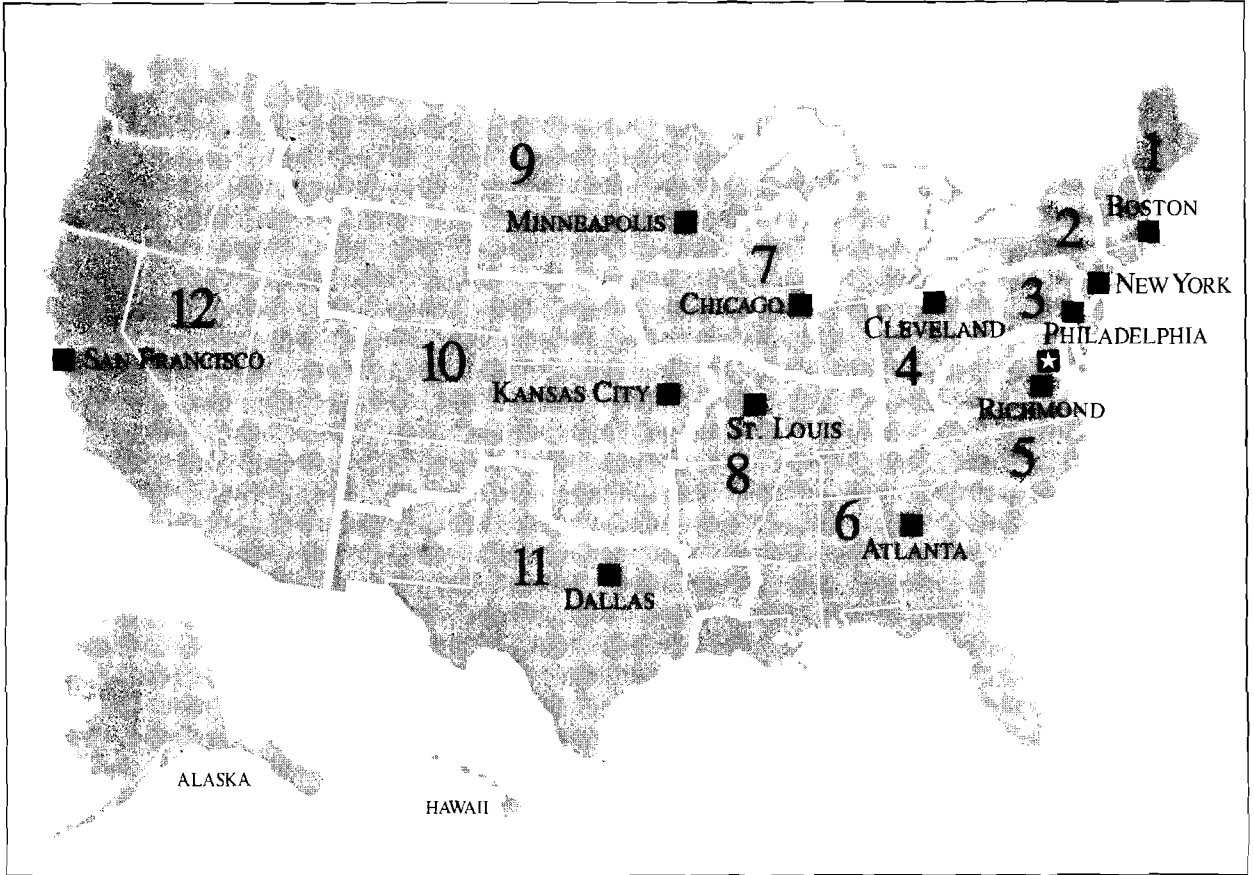 1
9
BOSTON
2
MINNEAPOLIS
7
NEW YORK
12
3
CHICAGO
CLEVELAND
PHILADELPHIA
SAN FRANCISCO
10
4
KANSAS CITY
RICHMOND
ST. LOUIS
5
8
6
ATLANTA
11
DALLAS
ALASKA
HAWAII